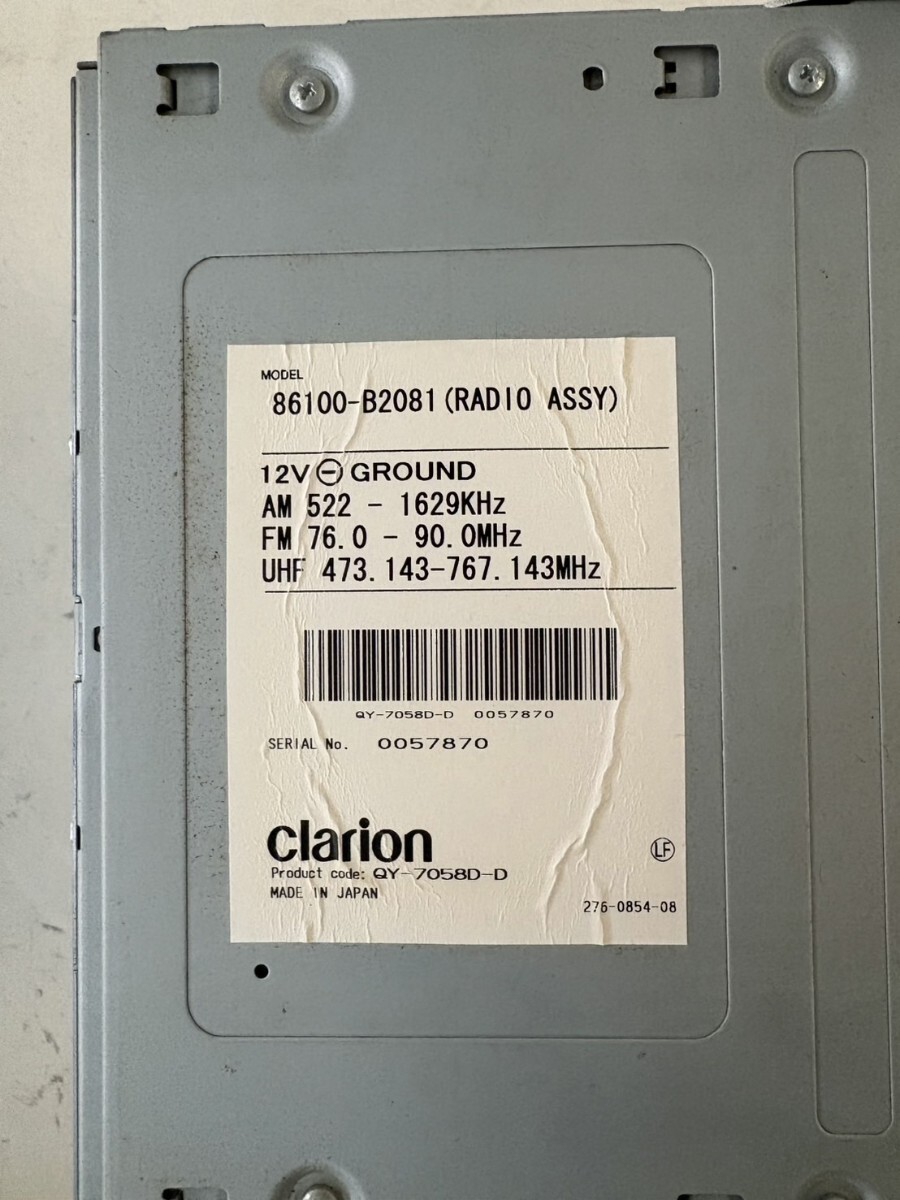 MODEL
86100-B2081(RADIO ASSY)
12V⊖GROUND
AM 522 - 1629KHz
FM 76.0 - 90.0MHz
UHF 473.143-767.143MHz
QY-7058D-D 0057870
SERIAL No. 0057870
clarion
LF
Product code: QY-7058D-D
MADE IN JAPAN
276-0854-08